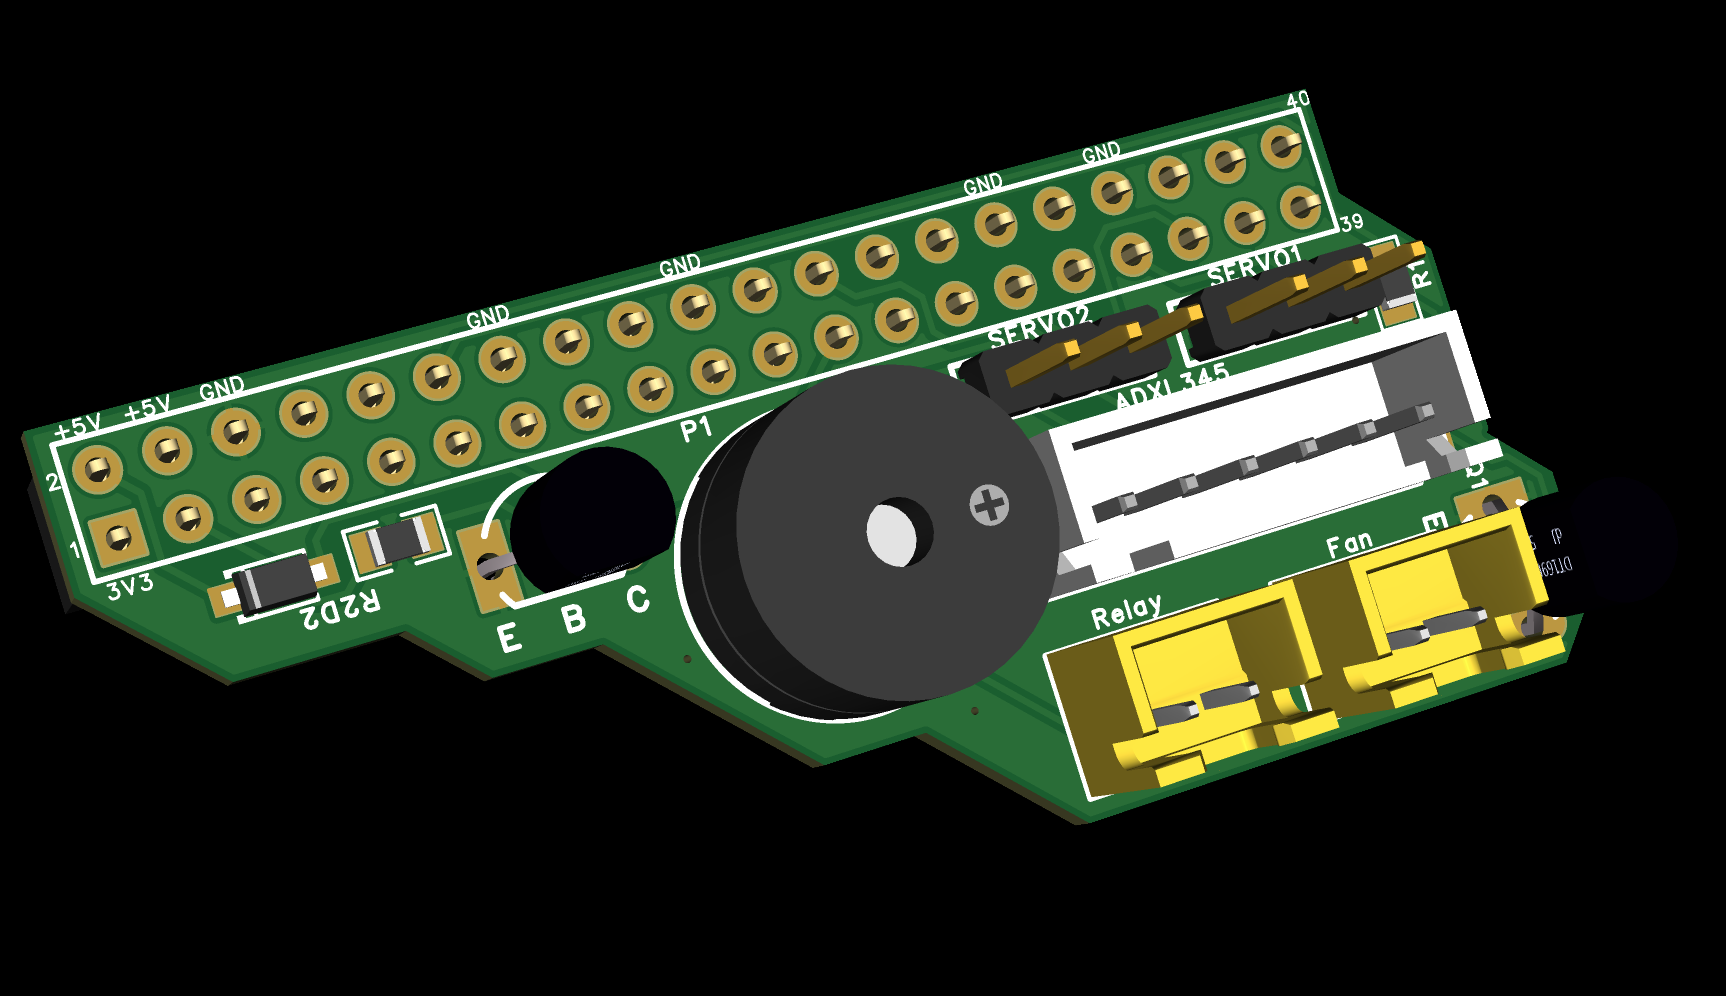 40
GND
GND
GND
GND
GND
+5V
+5V
39
SERVO1
R1
SERVO2
ADXL345
P1
2
1
3V3
R2D2
E
B
C
Q1
E
Fan
Relay
+